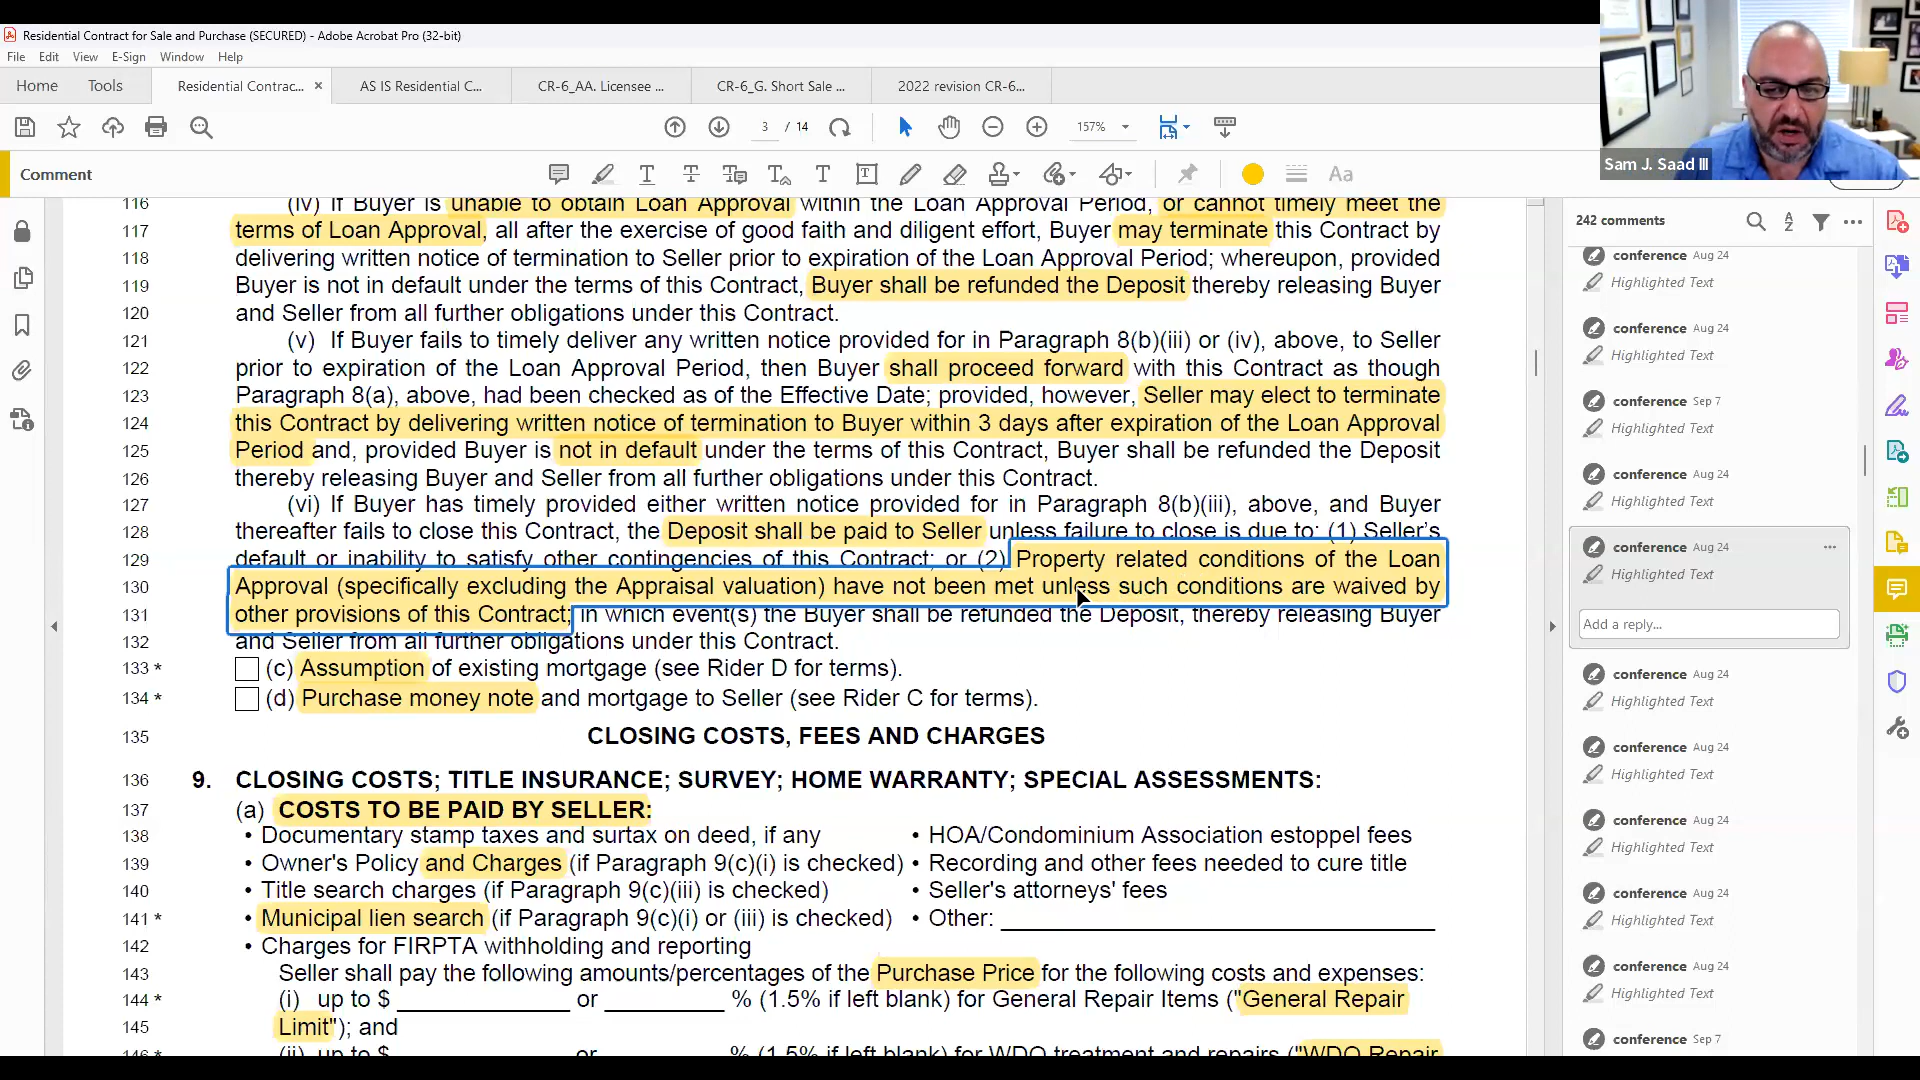 Residential Contract for Sale and Purchase (SECURED) - Adobe Acrobat Pro (32-bit)
File Edit View E-Sign Window Help
Home Tools Residential Contrac... × AS IS Residential C... CR-6_AA. Licensee ... CR-6_G. Short Sale ... 2022 revision CR-6...
3 / 14 157%
Sam J. Saad III
Comment
Aa
116 (iv) If Buyer is unable to obtain Loan Approval within the Loan Approval Period, or cannot timely meet the
117 terms of Loan Approval, all after the exercise of good faith and diligent effort, Buyer may terminate this Contract by
118 delivering written notice of termination to Seller prior to expiration of the Loan Approval Period; whereupon, provided
119 Buyer is not in default under the terms of this Contract, Buyer shall be refunded the Deposit thereby releasing Buyer
120 and Seller from all further obligations under this Contract.
121 (v) If Buyer fails to timely deliver any written notice provided for in Paragraph 8(b)(iii) or (iv), above, to Seller
122 prior to expiration of the Loan Approval Period, then Buyer shall proceed forward with this Contract as though
123 Paragraph 8(a), above, had been checked as of the Effective Date; provided, however, Seller may elect to terminate
124 this Contract by delivering written notice of termination to Buyer within 3 days after expiration of the Loan Approval
125 Period and, provided Buyer is not in default under the terms of this Contract, Buyer shall be refunded the Deposit
126 thereby releasing Buyer and Seller from all further obligations under this Contract.
127 (vi) If Buyer has timely provided either written notice provided for in Paragraph 8(b)(iii), above, and Buyer
128 thereafter fails to close this Contract, the Deposit shall be paid to Seller unless failure to close is due to: (1) Seller's
129 default or inability to satisfy other contingencies of this Contract; or (2) Property related conditions of the Loan
130 Approval (specifically excluding the Appraisal valuation) have not been met unless such conditions are waived by
131 other provisions of this Contract; in which event(s) the Buyer shall be refunded the Deposit, thereby releasing Buyer
132 and Seller from all further obligations under this Contract.
133 * (c) Assumption of existing mortgage (see Rider D for terms).
134 * (d) Purchase money note and mortgage to Seller (see Rider C for terms).
135 CLOSING COSTS, FEES AND CHARGES
136 9. CLOSING COSTS; TITLE INSURANCE; SURVEY; HOME WARRANTY; SPECIAL ASSESSMENTS:
137 (a) COSTS TO BE PAID BY SELLER:
138 • Documentary stamp taxes and surtax on deed, if any • HOA/Condominium Association estoppel fees
139 • Owner's Policy and Charges (if Paragraph 9(c)(i) is checked) • Recording and other fees needed to cure title
140 • Title search charges (if Paragraph 9(c)(iii) is checked) • Seller's attorneys' fees
141 * • Municipal lien search (if Paragraph 9(c)(i) or (iii) is checked) • Other: ____
142 • Charges for FIRPTA withholding and reporting
143 Seller shall pay the following amounts/percentages of the Purchase Price for the following costs and expenses:
144 * (i) up to $ ____ or ____ % (1.5% if left blank) for General Repair Items ("General Repair
145 Limit"); and
146 * (ii) up to $ ____ or ____ % (1.5% if left blank) for WDO treatment and repairs ("WDO Repair
242 comments
conference Aug 24
Highlighted Text
conference Aug 24
Highlighted Text
conference Sep 7
Highlighted Text
conference Aug 24
Highlighted Text
conference Aug 24 ...
Highlighted Text
Add a reply...
conference Aug 24
Highlighted Text
conference Aug 24
Highlighted Text
conference Aug 24
Highlighted Text
conference Aug 24
Highlighted Text
conference Aug 24
Highlighted Text
conference Sep 7